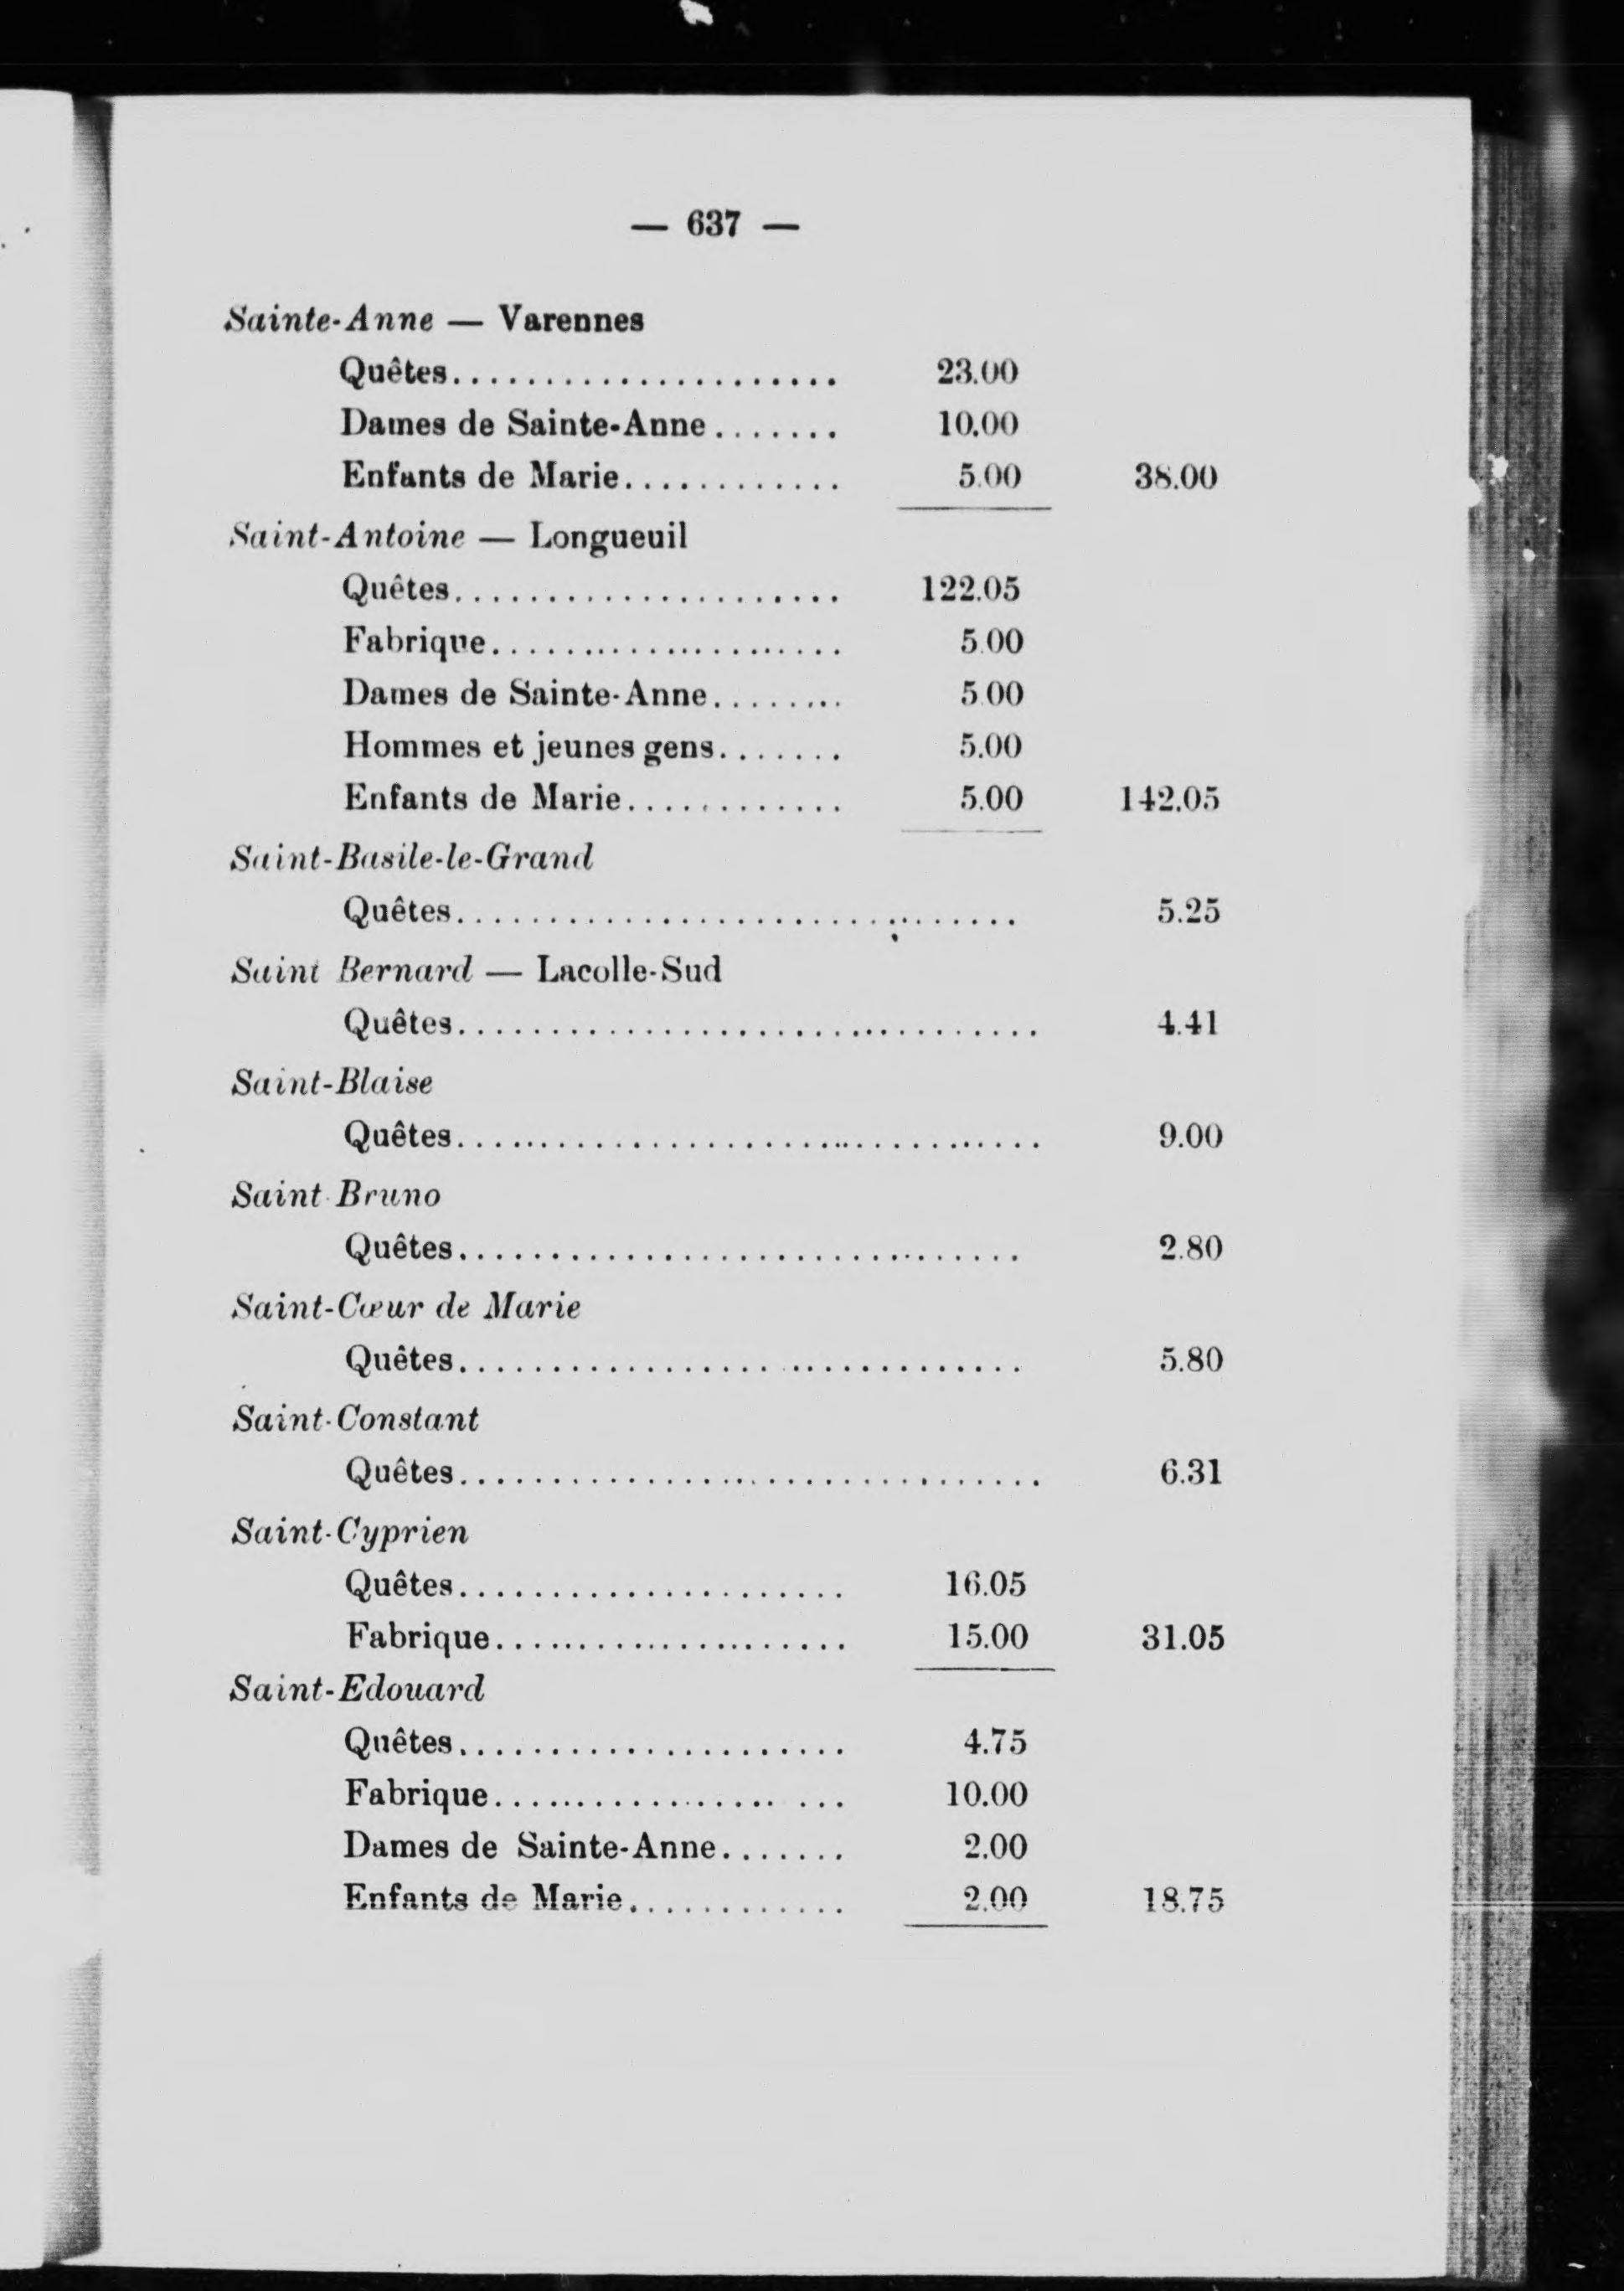 — 637 —
Sainte-Anne — Varennes
Quêtes...................... 23.00
Dames de Sainte-Anne....... 10.00
Enfants de Marie............ 5.00 38.00
Saint-Antoine — Longueuil
Quêtes...................... 122.05
Fabrique.................... 5.00
Dames de Sainte-Anne........ 5.00
Hommes et jeunes gens....... 5.00
Enfants de Marie............ 5.00 142.05
Saint-Basile-le-Grand
Quêtes............................... 5.25
Saint Bernard — Lacolle-Sud
Quêtes................................ 4.41
Saint-Blaise
Quêtes................................ 9.00
Saint Bruno
Quêtes............................... 2.80
Saint-Cœur de Marie
Quêtes............................... 5.80
Saint-Constant
Quêtes................................ 6.31
Saint-Cyprien
Quêtes...................... 16.05
Fabrique.................... 15.00 31.05
Saint-Edouard
Quêtes...................... 4.75
Fabrique.................... 10.00
Dames de Sainte-Anne....... 2.00
Enfants de Marie............ 2.00 18.75